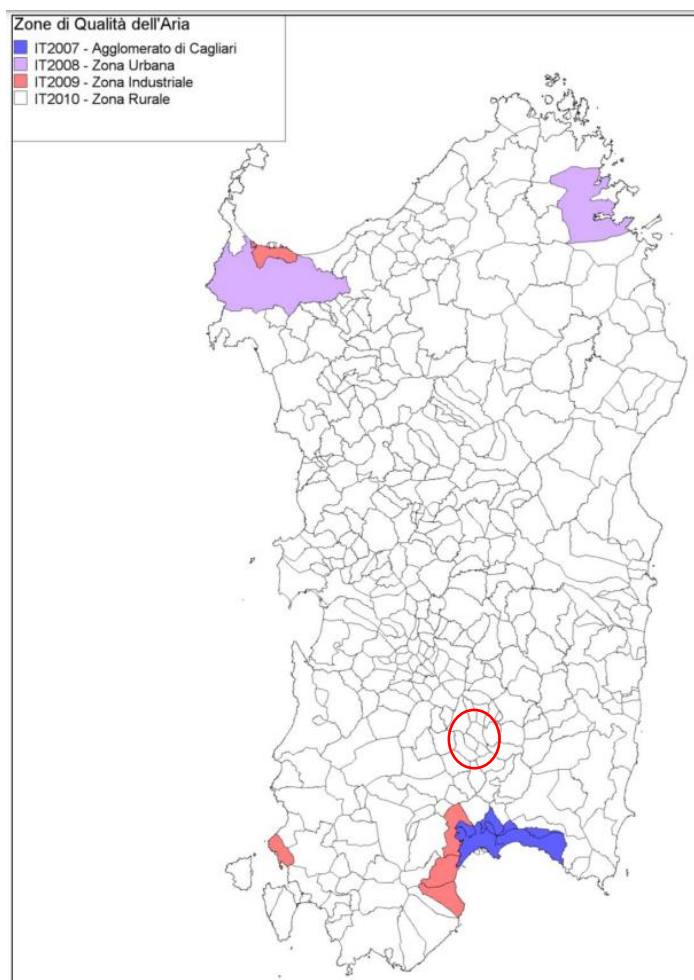 Zone di Qualità dell'Aria
IT2007 - Agglomerato di Cagliari
IT2008 - Zona Urbana
IT2009 - Zona Industriale
IT2010 - Zona Rurale